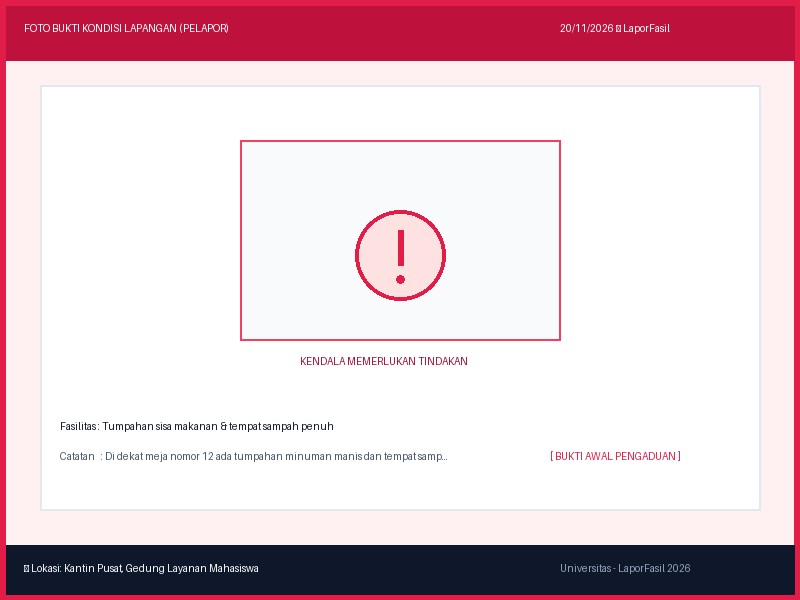 FOTO BUKTI KONDISI LAPANGAN (PELAPOR)
20/11/2026 LaporFasil
KENDALA MEMERLUKAN TINDAKAN
Fasilitas : Tumpahan sisa makanan & tempat sampah penuh
Catatan : Di dekat meja nomor 12 ada tumpahan minuman manis dan tempat samp...
[ BUKTI AWAL PENGADUAN ]
Lokasi: Kantin Pusat, Gedung Layanan Mahasiswa
Universitas - LaporFasil 2026